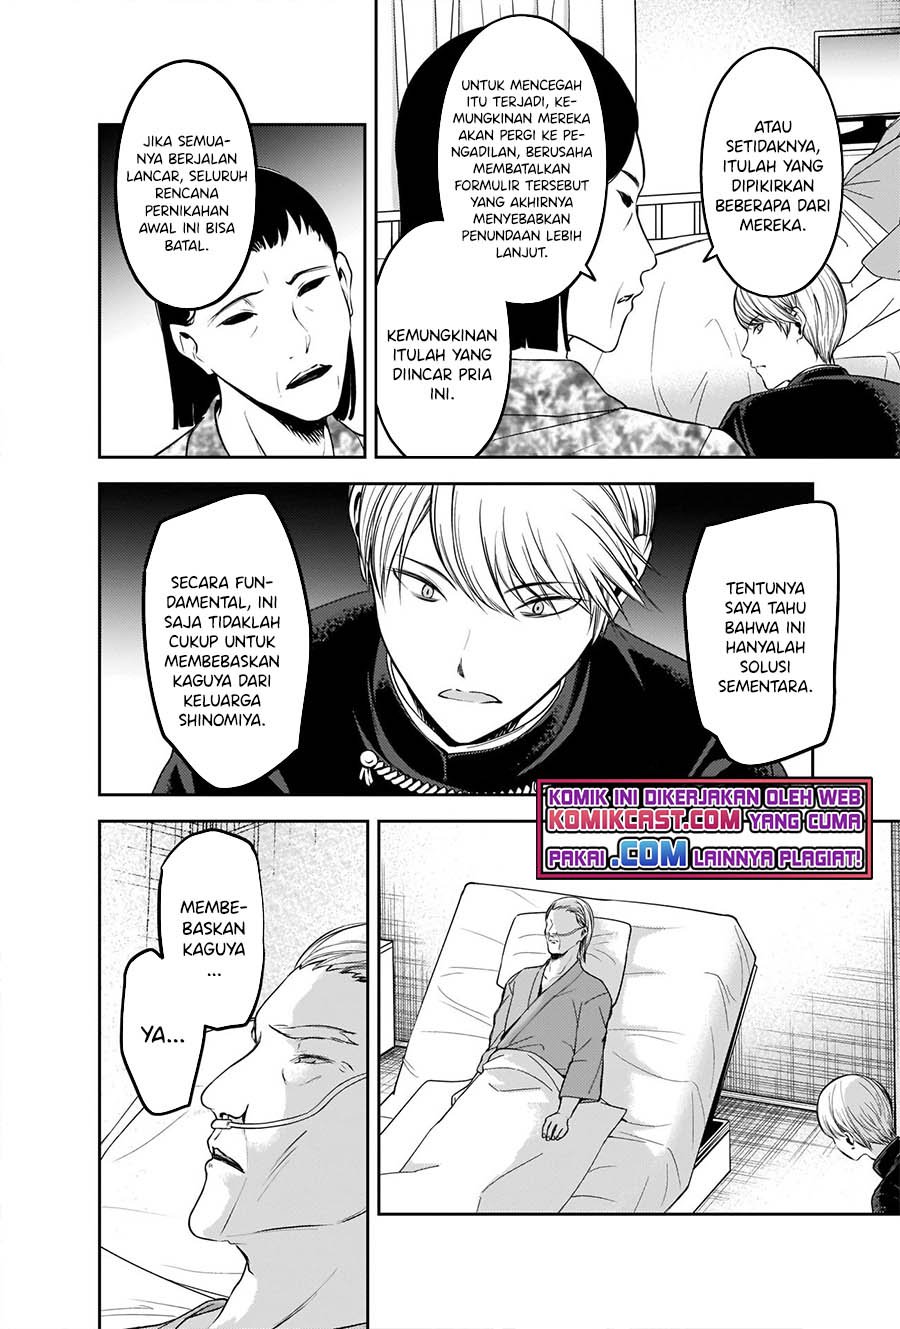 ATAU
SETIDAKNYA,
ITULAH YANG
DIPIKIRKAN
BEBERAPA DARI
MEREKA.
UNTUK MENCEGAH
ITU TERJADI, KE-
MUNGKINAN MEREKA
AKAN PERGI KE PE-
NGADILAN, BERUSAHA
MEMBATALKAN
FORMULIR TERSEBUT
YANG AKHIRNYA
MENYEBABKAN
PENUNDAAN LEBIH
LANJUT.
KEMUNGKINAN
ITULAH YANG
DIINCAR PRIA
INI.
JIKA SEMUA-
NYA BERJALAN
LANCAR, SELURUH
RENCANA
PERNIKAHAN
AWAL INI BISA
BATAL.
TENTUNYA
SAYA TAHU
BAHWA INI
HANYALAH
SOLUSI
SEMENTARA.
SECARA FUN-
DAMENTAL, INI
SAJA TIDAKLAH
CUKUP UNTUK
MEMBEBASKAN
KAGUYA DARI
KELUARGA
SHINOMIYA.
KOMIK INI DIKERJAKAN OLEH WEB
KOMIKCAST.COM YANG CUMA
PAKAI .COM LAINNYA PLAGIAT!
MEMBE-
BASKAN
KAGUYA
...
YA...